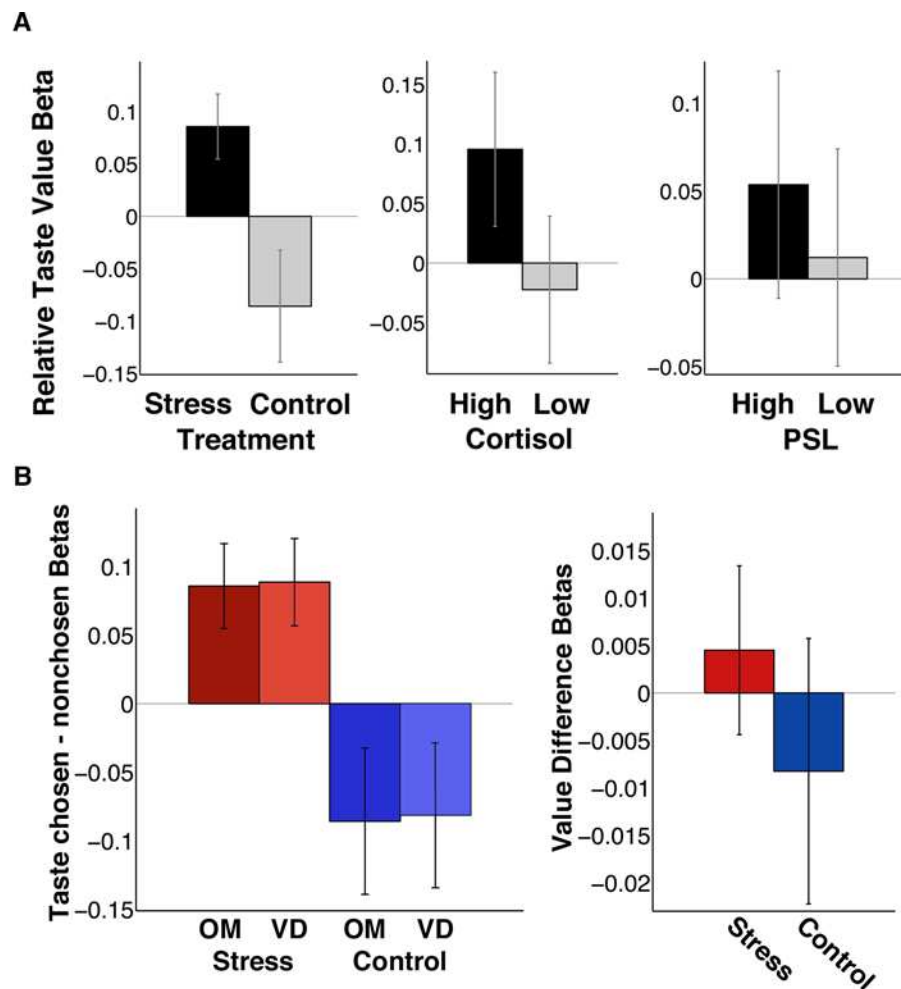 A
Relative Taste Value Beta
0.1
0.05
0
−0.05
−0.1
−0.15
Stress Control
Treatment
0.15
0.1
0.05
0
−0.05
High Low
Cortisol
0.1
0.05
0
−0.05
High Low
PSL
B
Taste chosen - nonchosen Betas
0.1
0.05
0
−0.05
−0.1
−0.15
OM VD OM VD
Stress Control
Value Difference Betas
0.015
0.01
0.005
0
−0.005
−0.01
−0.015
−0.02
Stress
Control